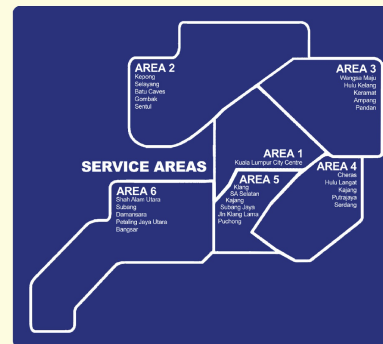 AREA 2
Kepong
Selayang
Batu Caves
Gombak
Sentul
AREA 3
Wangsa Maju
Hulu Kelang
Keramat
Ampang
Pandan
AREA 1
Kuala Lumpur City Centre
SERVICE AREAS
AREA 4
Cheras
Hulu Langat
Kajang
Putrajaya
Serdang
AREA 5
Klang
SA Selatan
Kajang
Subang Jaya
Jln Klang Lama
Puchong
AREA 6
Shah Alam Utara
Subang
Damansara
Petaling Jaya Utara
Bangsar